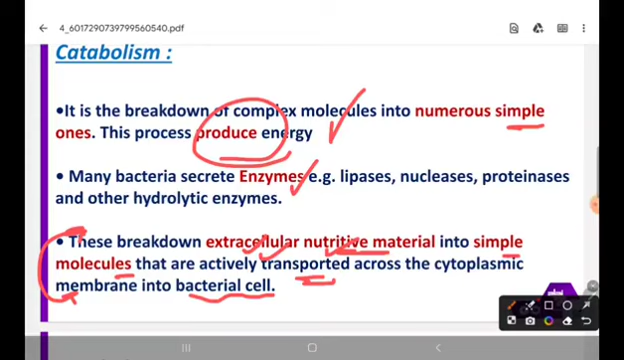 4_6017290739799560540.pdf
Catabolism :
•It is the breakdown of complex molecules into numerous simple
ones. This process produce energy
• Many bacteria secrete Enzymes e.g. lipases, nucleases, proteinases
and other hydrolytic enzymes.
• These breakdown extracellular nutritive material into simple
molecules that are actively transported across the cytoplasmic
membrane into bacterial cell.